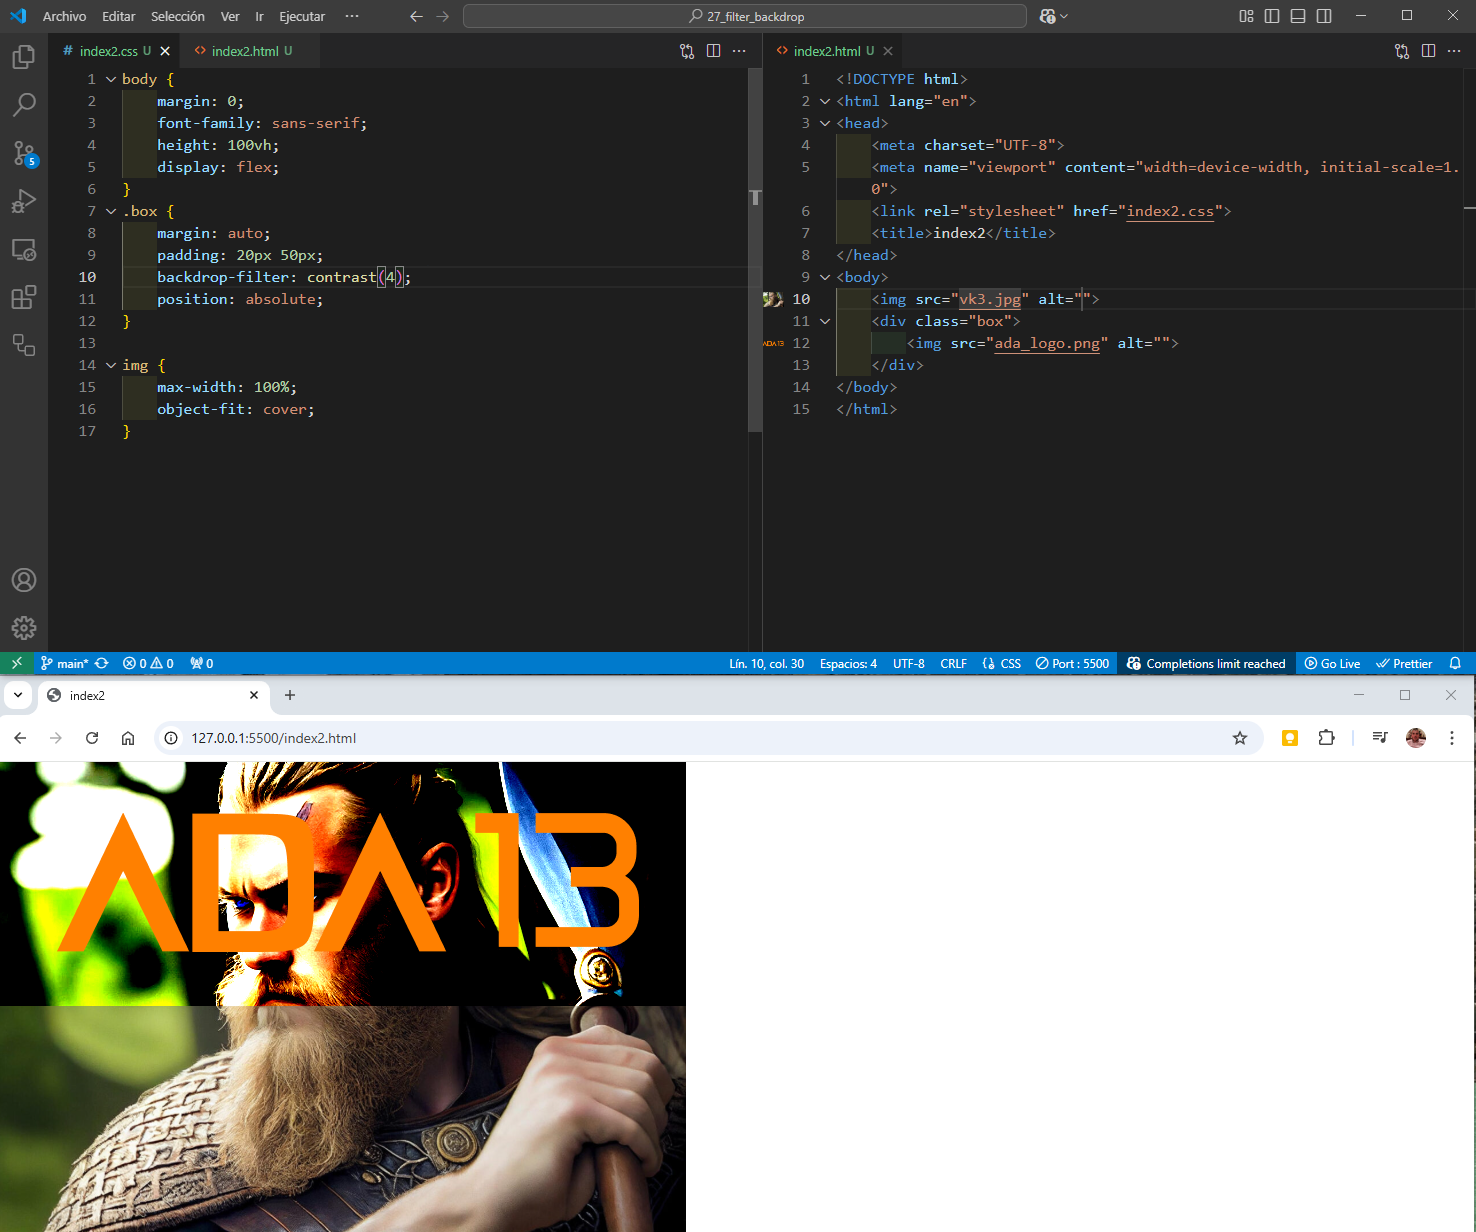 Archivo Editar Selección Ver Ir Ejecutar ··· 27_filter_backdrop
# index2.css U
<> index2.html U
1 body {
2 margin: 0;
3 font-family: sans-serif;
4 height: 100vh;
5 display: flex;
6 }
7 .box {
8 margin: auto;
9 padding: 20px 50px;
10 backdrop-filter: contrast(4);
11 position: absolute;
12 }
13
14 img {
15 max-width: 100%;
16 object-fit: cover;
17 }
<> index2.html U
1 <!DOCTYPE html>
2 <html lang="en">
3 <head>
4 <meta charset="UTF-8">
5 <meta name="viewport" content="width=device-width, initial-scale=1.
0">
6 <link rel="stylesheet" href="index2.css">
7 <title>index2</title>
8 </head>
9 <body>
10 <img src="vk3.jpg" alt="">
11 <div class="box">
ADA13 12 <img src="ada_logo.png" alt="">
13 </div>
14 </body>
15 </html>
5
main* 0 0 0 Lín. 10, col. 30 Espacios: 4 UTF-8 CRLF CSS Port : 5500 Completions limit reached Go Live Prettier
index2
127.0.0.1:5500/index2.html
ADA 13